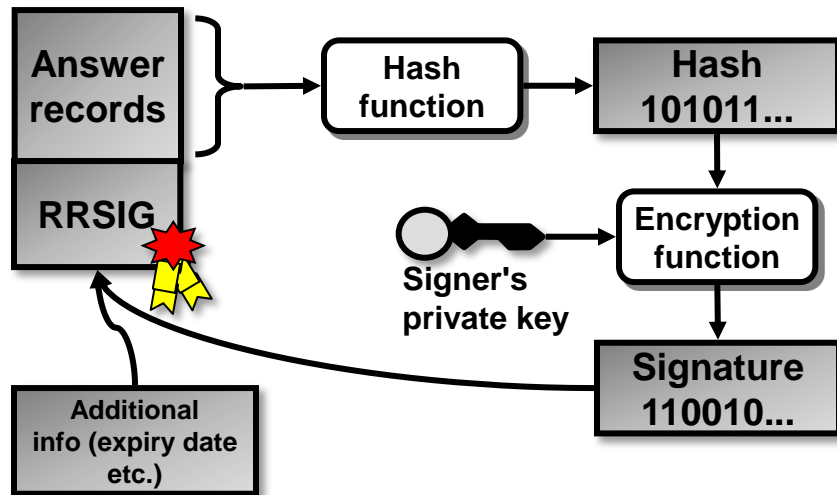 Answer
records
Hash
function
Hash
101011...
RRSIG
Encryption
function
Signer's
private key
Signature
110010...
Additional
info (expiry date
etc.)